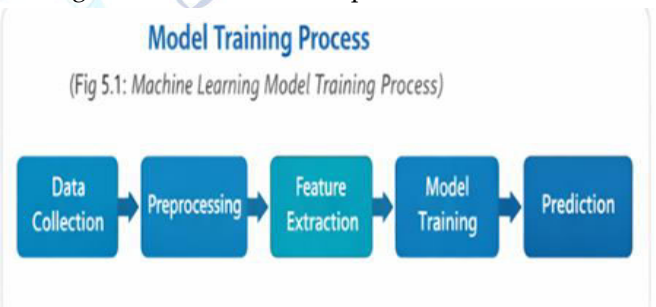 Model Training Process
(Fig 5.1: Machine Learning Model Training Process)
Data
Collection
Preprocessing
Feature
Extraction
Model
Training
Prediction